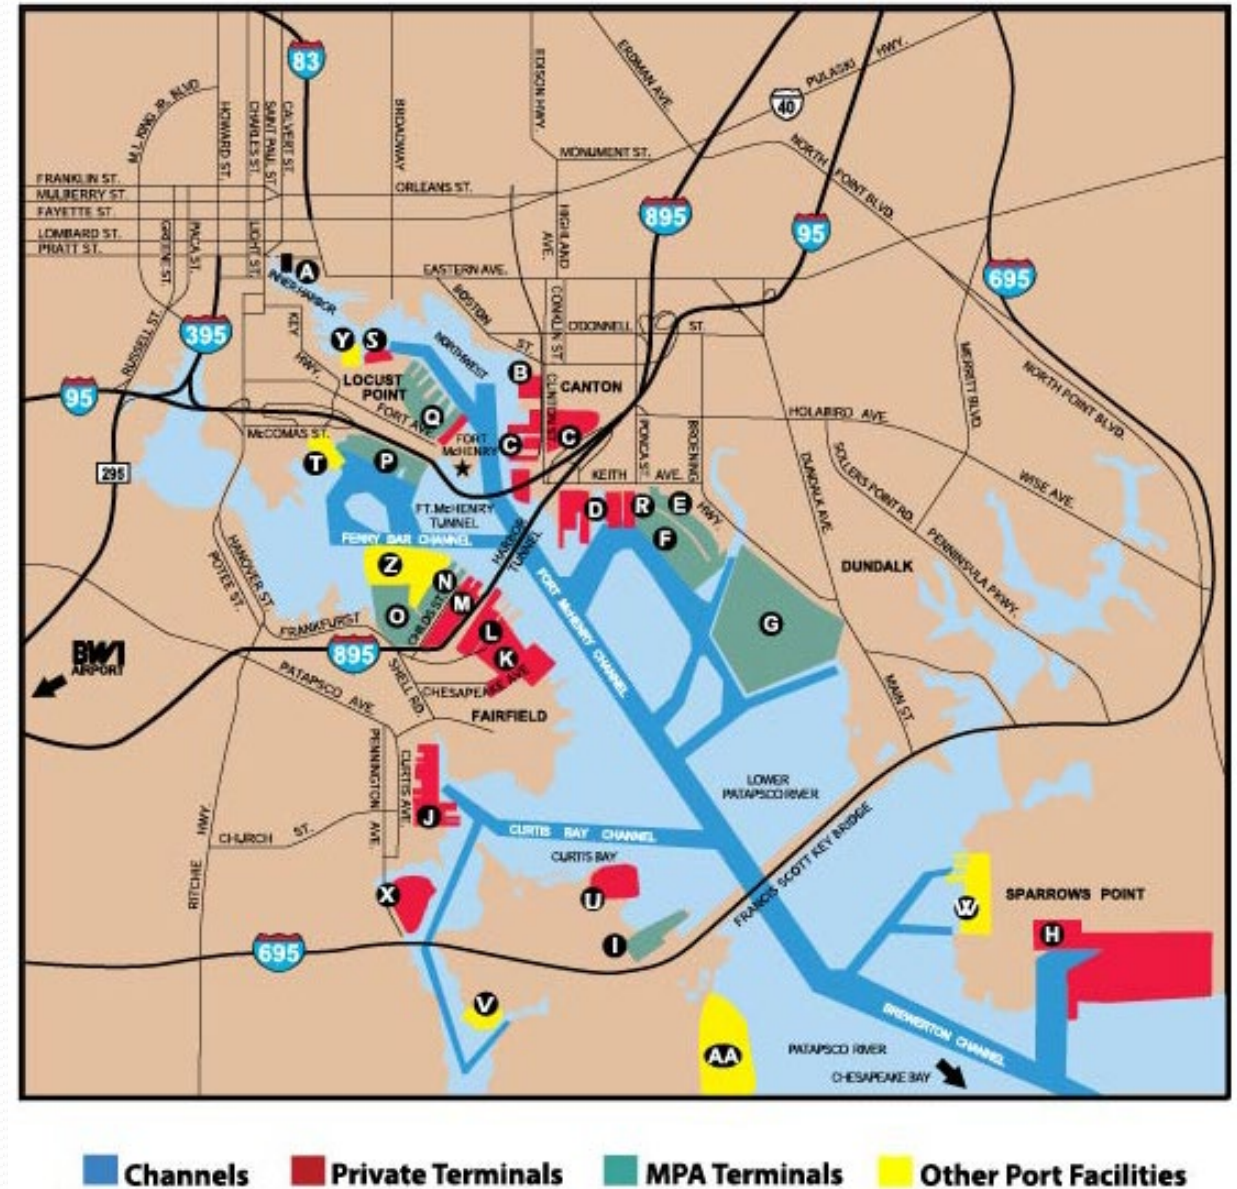 83
40
895
95
695
395
95
295
895
695
M.L.KING JR. BLVD
HOWARD ST.
CHARLES ST.
SAINT PAUL ST.
CALVERT ST
BROADWAY
EDISON HWY.
ERDMAN AVE.
PULASKI HWY.
MONUMENT ST.
NORTH POINT BLVD.
FRANKLIN ST.
MULBERRY ST.
FAYETTE ST.
LOMBARD ST.
PRATT ST.
ORLEANS ST.
GREENE ST.
PACA ST.
LIGHT ST.
HIGHLAND AVE.
EASTERN AVE.
A
INNER HARBOR
BOSTON ST.
CONKLIN ST.
O'DONNELL ST.
RUSSELL ST.
KEY HWY.
Y
S
NORTHWEST
LOCUST
POINT
B
CANTON
CLINTON ST.
MERRITT BLVD
NORTH POINT BLVD.
FORT AVE.
Q
FORT
McHENRY
C
C
HOLABIRD AVE.
McCOMAS ST.
T
P
KEITH AVE.
PONCA ST.
BROENING HWY
DUNDALK AVE
SOLLERS POINT RD.
WISE AVE.
FT. McHENRY
TUNNEL
HARBOR
TUNNEL
D
R
E
F
FERRY BAR CHANNEL
HANOVER ST.
POTEE ST.
Z
N
M
O
CHILDS ST.
FORT McHENRY CHANNEL
DUNDALK
PENNINSULA PKWY.
G
FRANKFURST
L
K
BWI
AIRPORT
PATAPSCO AVE.
SHELL RD.
CHESAPEAKE AVE.
FAIRFIELD
MAIN ST.
PENNINGTON AVE.
CURTIS AVE.
J
LOWER
PATAPSCO RIVER
CHURCH ST.
RITCHIE HWY
CURTIS BAY CHANNEL
CURTIS BAY
FRANCIS SCOTT KEY BRIDGE
X
U
I
W
SPARROWS POINT
H
V
AA
BREWERTON CHANNEL
PATAPSCO RIVER
CHESAPEAKE BAY
Channels
Private Terminals
MPA Terminals
Other Port Facilities